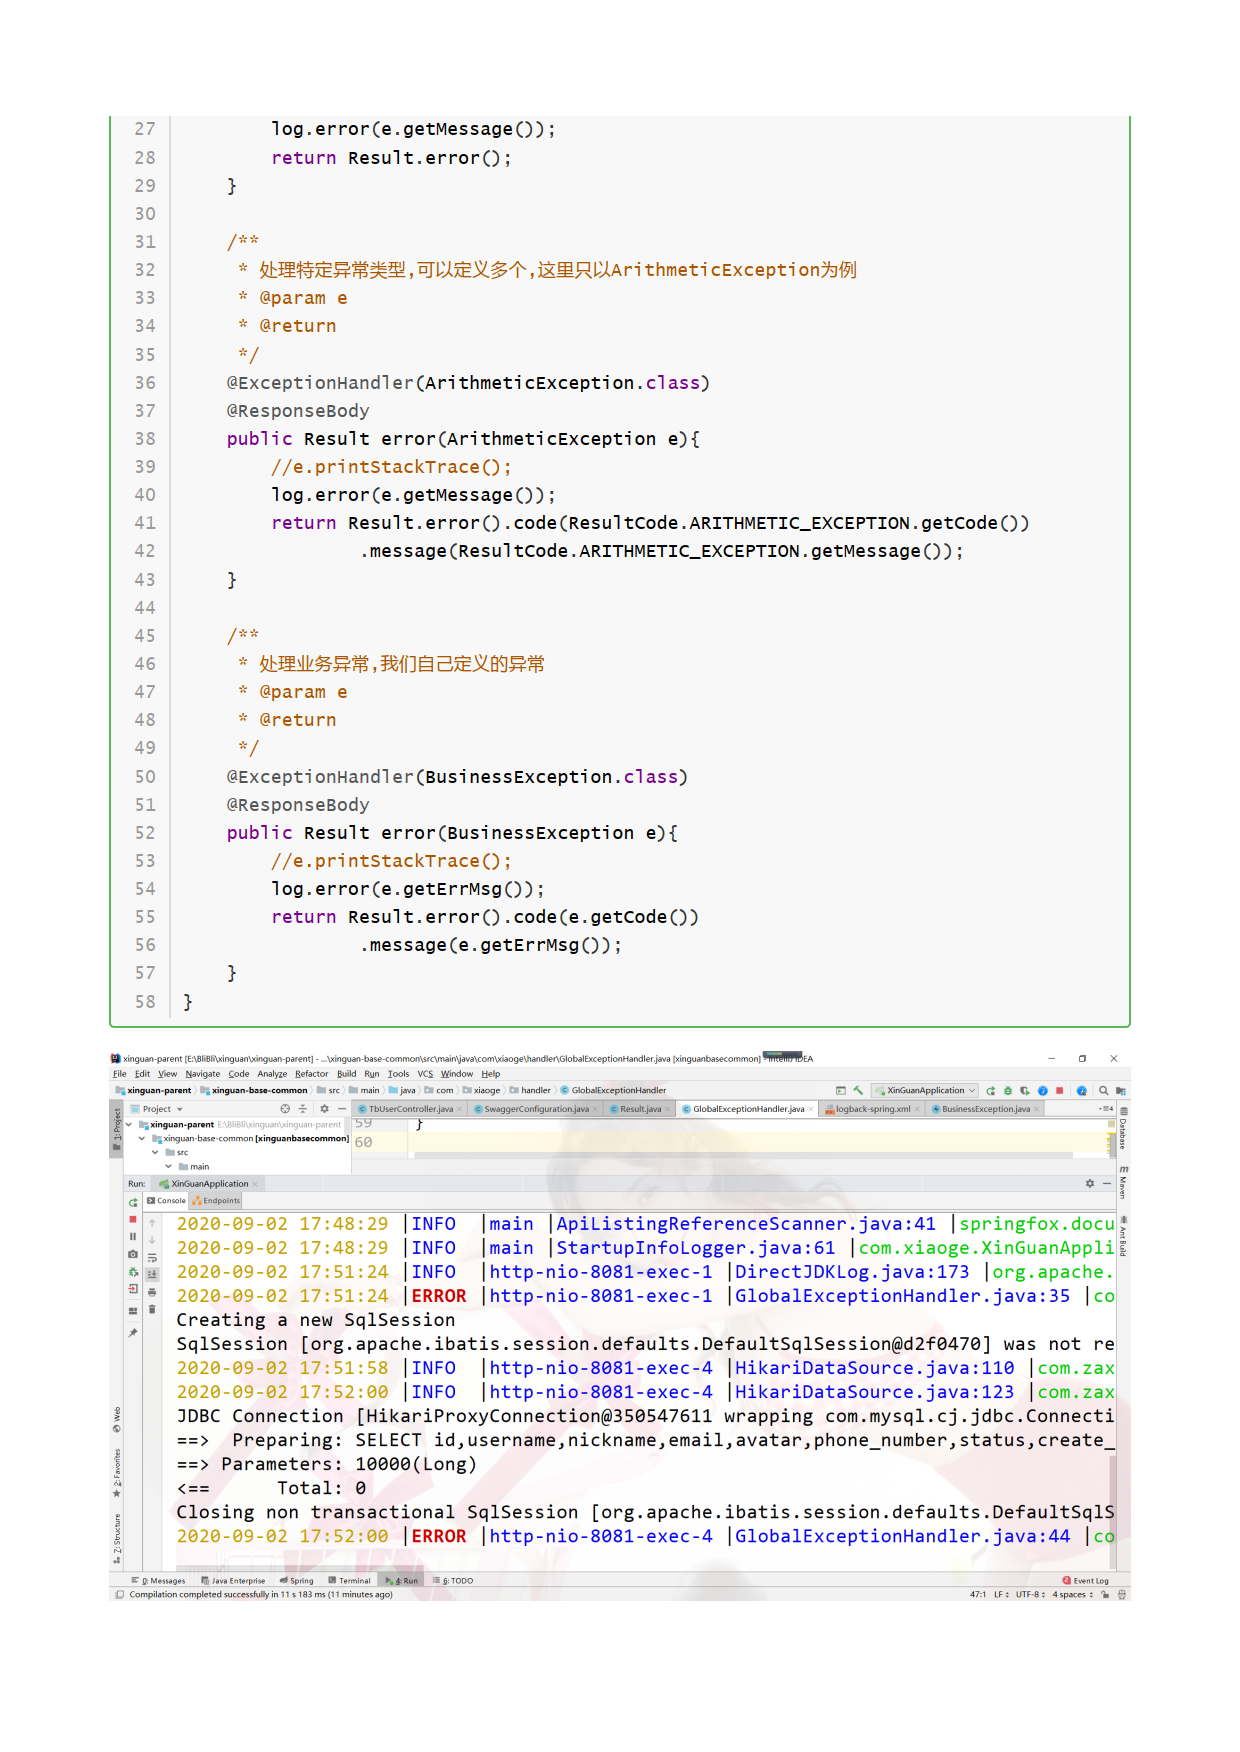 27 log.error(e.getMessage());
28 return Result.error();
29 }
30
31 /**
32 * 处理特定异常类型,可以定义多个,这里只以ArithmeticException为例
33 * @param e
34 * @return
35 */
36 @ExceptionHandler(ArithmeticException.class)
37 @ResponseBody
38 public Result error(ArithmeticException e){
39 //e.printStackTrace();
40 log.error(e.getMessage());
41 return Result.error().code(ResultCode.ARITHMETIC_EXCEPTION.getCode())
42 .message(ResultCode.ARITHMETIC_EXCEPTION.getMessage());
43 }
44
45 /**
46 * 处理业务异常,我们自己定义的异常
47 * @param e
48 * @return
49 */
50 @ExceptionHandler(BusinessException.class)
51 @ResponseBody
52 public Result error(BusinessException e){
53 //e.printStackTrace();
54 log.error(e.getErrMsg());
55 return Result.error().code(e.getCode())
56 .message(e.getErrMsg());
57 }
58 }
xinguan-parent [E:\BliBli\xinguan\xinguan-parent] - ...\xinguan-base-common\src\main\java\com\xiaoge\handler\GlobalExceptionHandler.java [xinguanbasecommon] - IntelliJ IDEA
File Edit View Navigate Code Analyze Refactor Build Run Tools VCS Window Help
xinguan-parent xinguan-base-common src main java com xiaoge handler GlobalExceptionHandler XinGuanApplication
1: Project
Project TbUserController.java SwaggerConfiguration.java Result.java GlobalExceptionHandler.java logback-spring.xml BusinessException.java
xinguan-parent E:\BliBli\xinguan\xinguan-parent 59 }
xinguan-base-common [xinguanbasecommon] 60
src
main
Database
Maven
Ant Build
Run: XinGuanApplication
Console Endpoints
2020-09-02 17:48:29 |INFO |main |ApiListingReferenceScanner.java:41 |springfox.docu
2020-09-02 17:48:29 |INFO |main |StartupInfoLogger.java:61 |com.xiaoge.XinGuanAppli
2020-09-02 17:51:24 |INFO |http-nio-8081-exec-1 |DirectJDKLog.java:173 |org.apache.
2020-09-02 17:51:24 |ERROR |http-nio-8081-exec-1 |GlobalExceptionHandler.java:35 |co
Creating a new SqlSession
SqlSession [org.apache.ibatis.session.defaults.DefaultSqlSession@d2f0470] was not re
2020-09-02 17:51:58 |INFO |http-nio-8081-exec-4 |HikariDataSource.java:110 |com.zax
2020-09-02 17:52:00 |INFO |http-nio-8081-exec-4 |HikariDataSource.java:123 |com.zax
JDBC Connection [HikariProxyConnection@350547611 wrapping com.mysql.cj.jdbc.Connecti
==> Preparing: SELECT id,username,nickname,email,avatar,phone_number,status,create_
==> Parameters: 10000(Long)
<== Total: 0
Closing non transactional SqlSession [org.apache.ibatis.session.defaults.DefaultSqlS
2020-09-02 17:52:00 |ERROR |http-nio-8081-exec-4 |GlobalExceptionHandler.java:44 |co
Web
2: Favorites
Z: Structure
0: Messages Java Enterprise Spring Terminal 4: Run 6: TODO 2 Event Log
Compilation completed successfully in 11 s 183 ms (11 minutes ago) 47:1 LF UTF-8 4 spaces